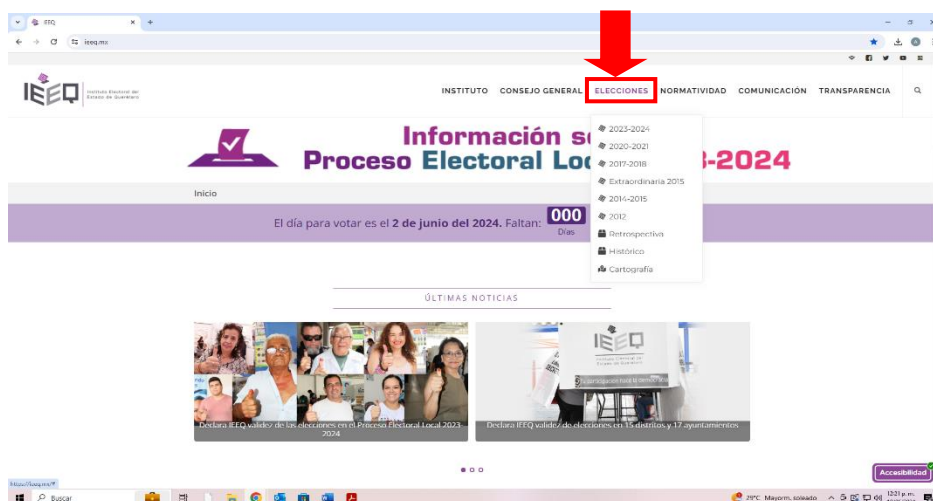 IEEQ
ieeq.mx
IEEQ Instituto Electoral del
Estado de Querétaro
INSTITUTO CONSEJO GENERAL ELECCIONES NORMATIVIDAD COMUNICACIÓN TRANSPARENCIA
2023-2024
2020-2021
2017-2018
Extraordinaria 2015
2014-2015
2012
Retrospectiva
Histórico
Cartografía
Información s
Proceso Electoral Loc -2024
Inicio
El día para votar es el 2 de junio del 2024. Faltan: 000
Días
ÚLTIMAS NOTICIAS
Declara IEEQ validez de las elecciones en el Proceso Electoral Local 2023-
2024
IEEQ
Declara IEEQ validez de elecciones en 15 distritos y 17 ayuntamientos
Accesibilidad
Buscar
29°C Mayorm. soleado
12:21 p.m.